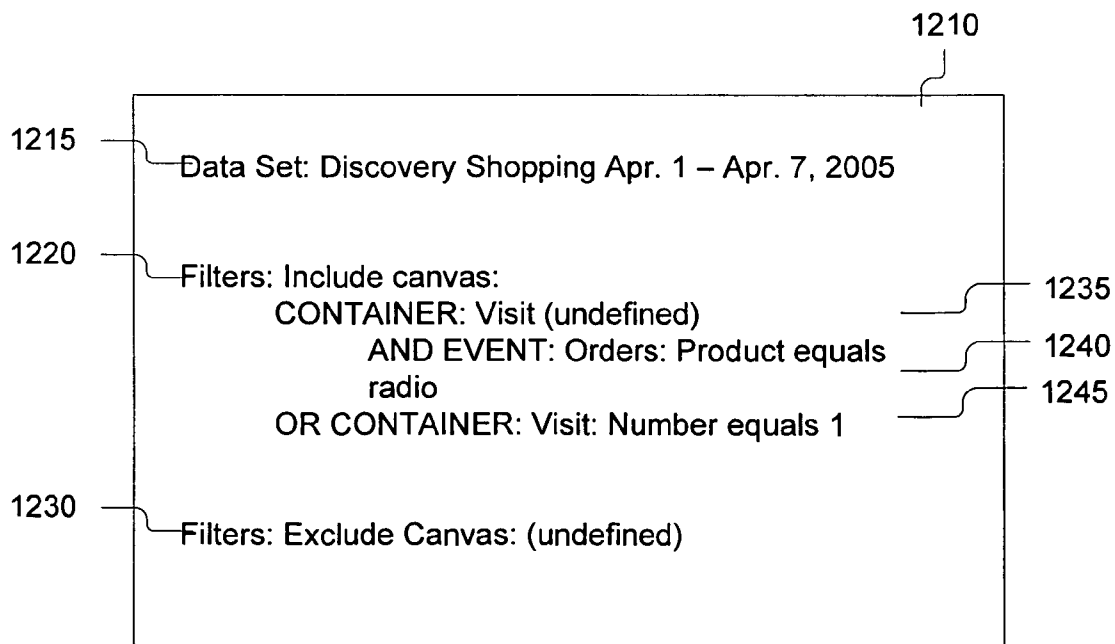 1210
1215
Data Set: Discovery Shopping Apr. 1 – Apr. 7, 2005
1220
Filters: Include canvas:
1235
CONTAINER: Visit (undefined)
1240
AND EVENT: Orders: Product equals
radio
1245
OR CONTAINER: Visit: Number equals 1
1230
Filters: Exclude Canvas: (undefined)